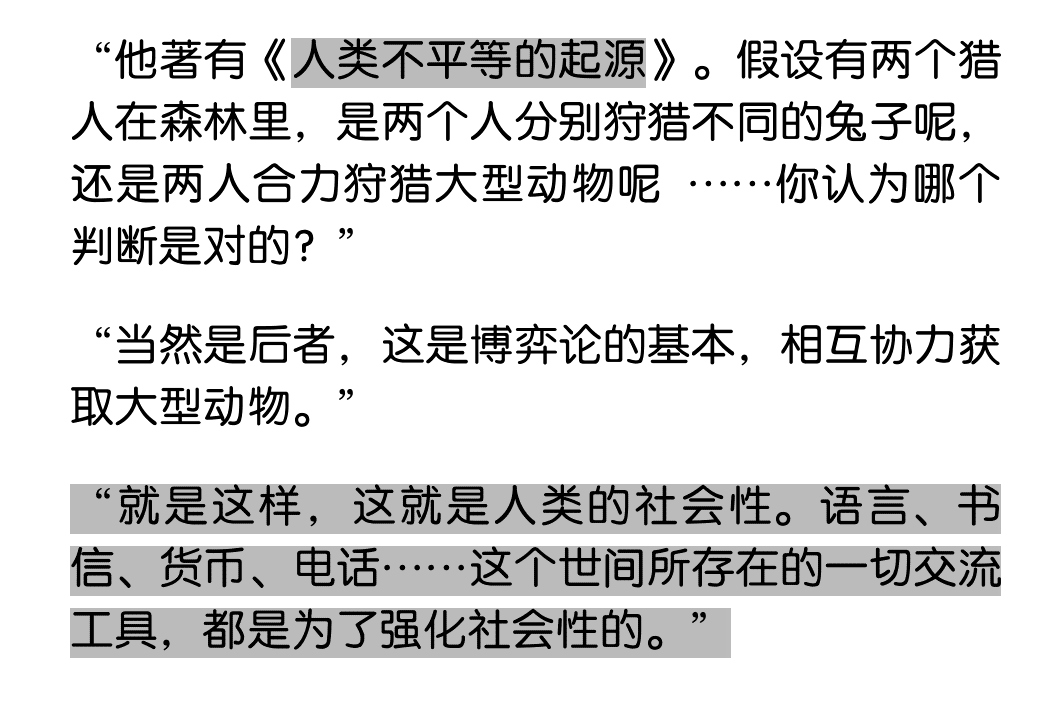 “他著有《人类不平等的起源》。假设有两个猎
人在森林里，是两个人分别狩猎不同的兔子呢，
还是两人合力狩猎大型动物呢 ……你认为哪个
判断是对的？”
“当然是后者，这是博弈论的基本，相互协力获
取大型动物。”
“就是这样，这就是人类的社会性。语言、书
信、货币、电话……这个世间所存在的一切交流
工具，都是为了强化社会性的。”